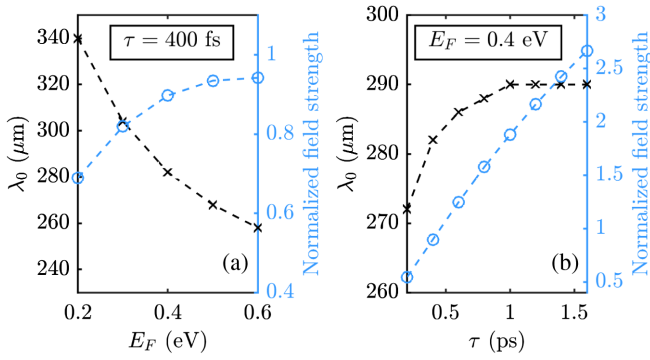 τ = 400 fs
340
320
300
280
260
240
λ₀ (μm)
1
0.8
0.6
0.4
Normalized field strength
(a)
0.2 0.3 0.4 0.5 0.6
E_F (eV)
E_F = 0.4 eV
300
290
280
270
260
λ₀ (μm)
3
2.5
2
1.5
1
0.5
Normalized field strength
(b)
0.5 1 1.5
τ (ps)